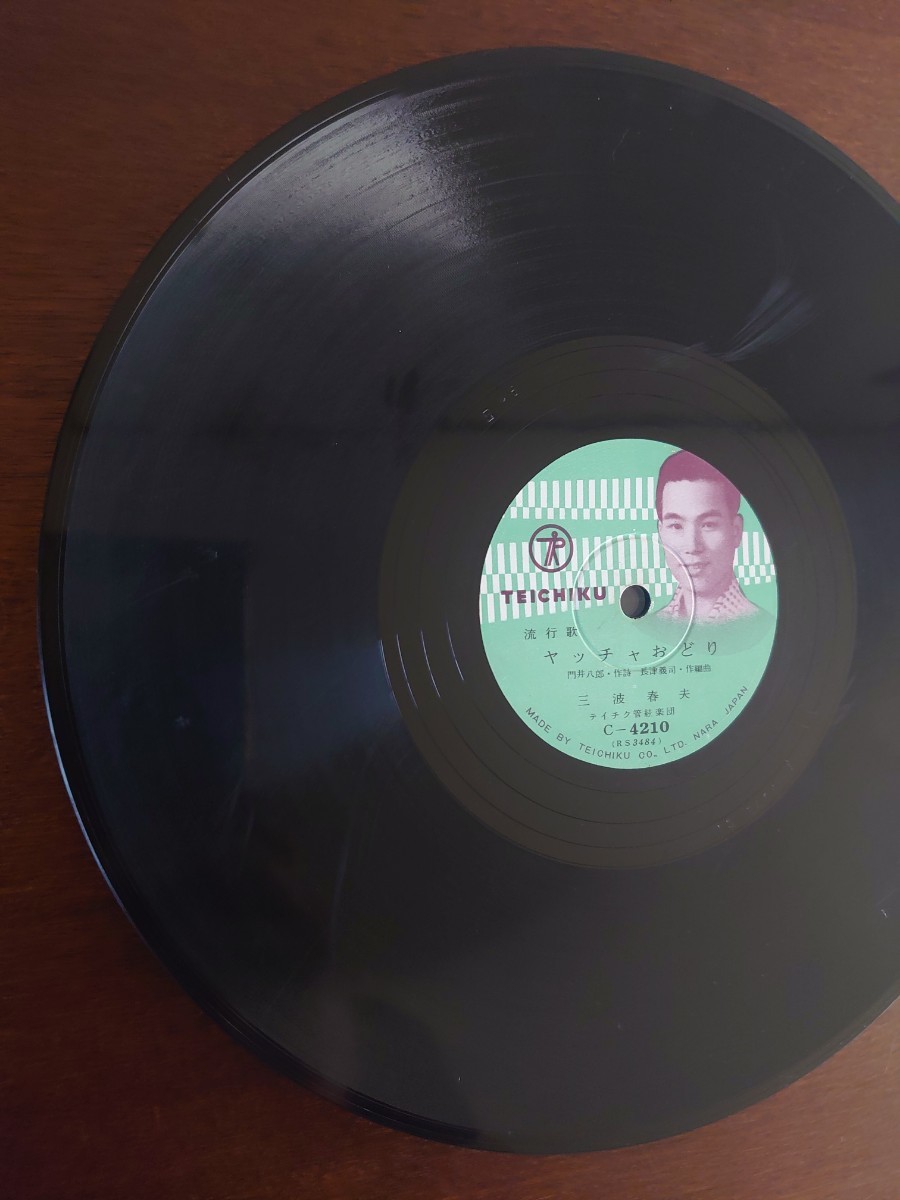 TEICHIKU
流行歌
ヤッチャおどり
門井八郎・作詩 長津義司・作編曲
三波春夫
テイチク管絃楽団
C-4210
(RS3484)
MADE BY TEICHIKU CO., LTD. NARA JAPAN